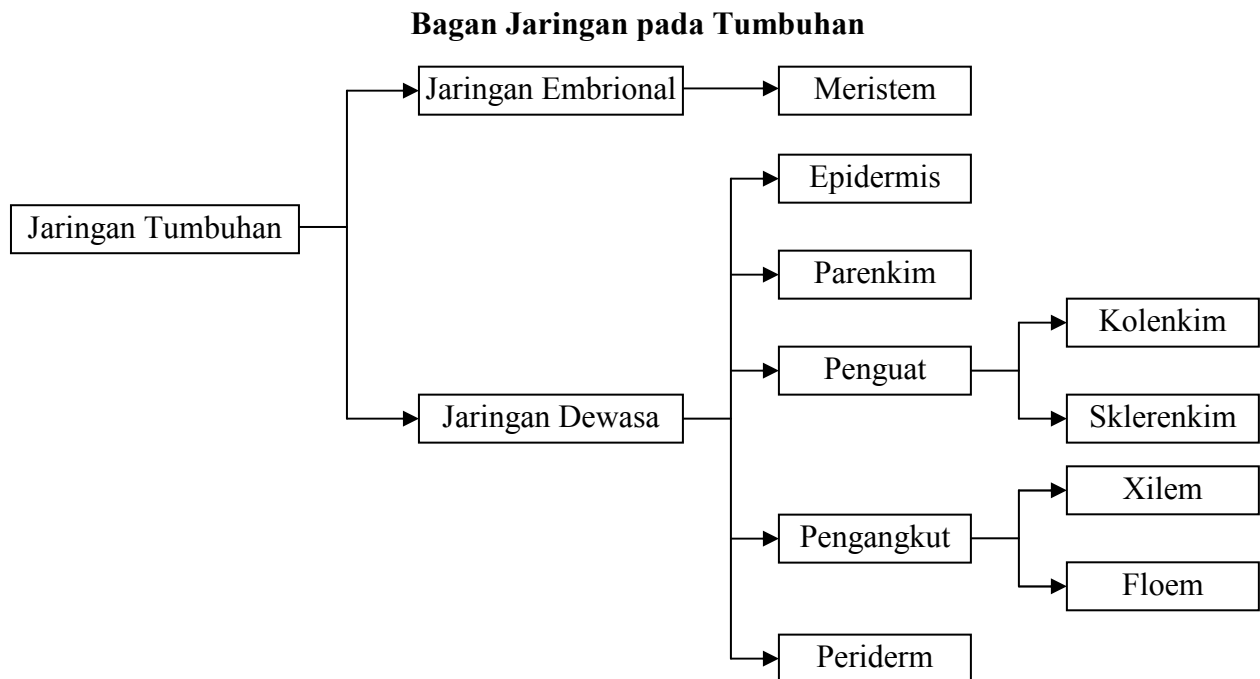 Bagan Jaringan pada Tumbuhan
Jaringan Embrional
Meristem
Epidermis
Jaringan Tumbuhan
Parenkim
Kolenkim
Penguat
Jaringan Dewasa
Sklerenkim
Xilem
Pengangkut
Floem
Periderm